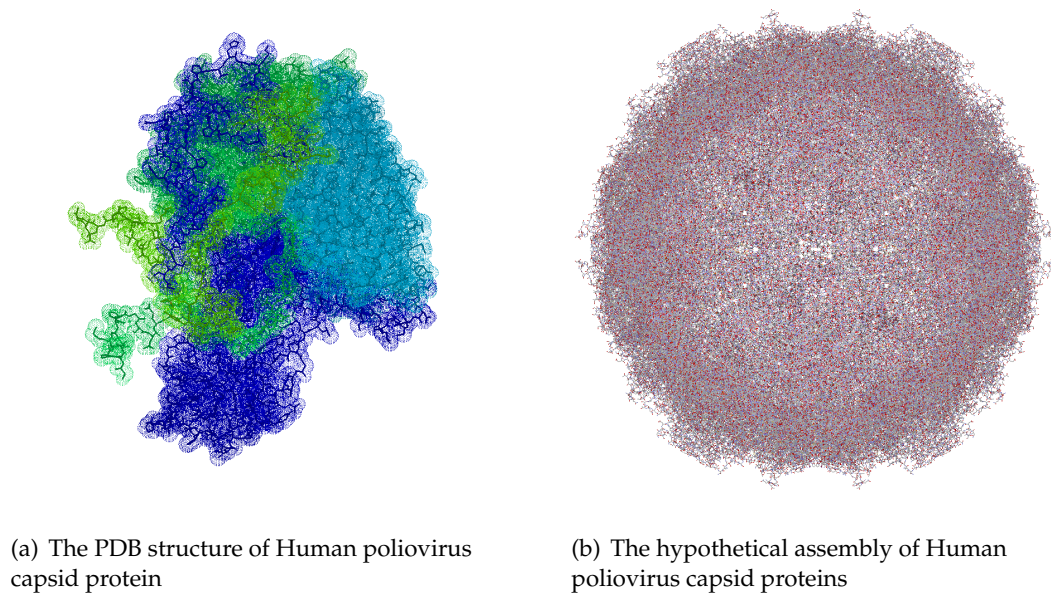 (a) The PDB structure of Human poliovirus
capsid protein
(b) The hypothetical assembly of Human
poliovirus capsid proteins